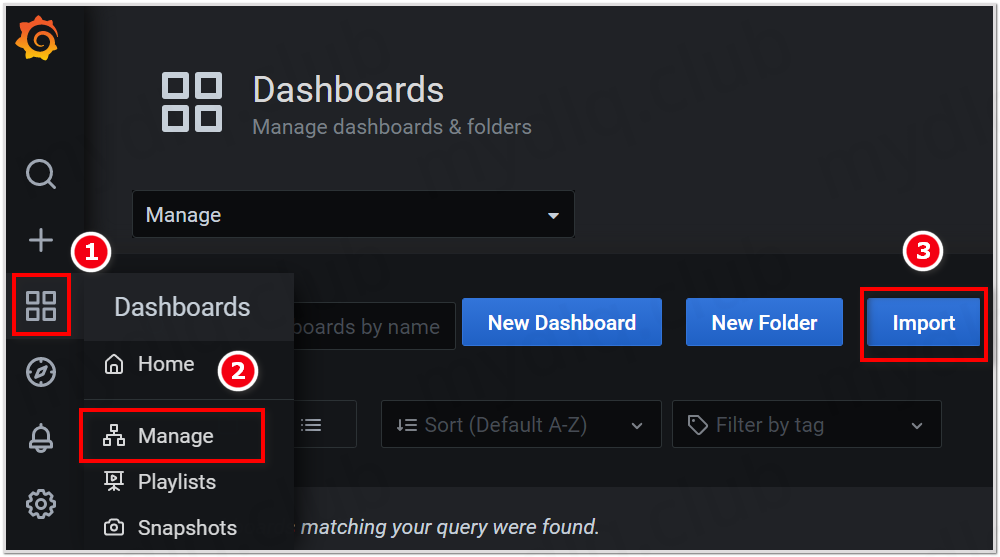 Dashboards
Manage dashboards & folders
Manage
1
3
Dashboards
boards by name
New Dashboard
New Folder
Import
Home
2
Manage
Sort (Default A-Z)
Filter by tag
Playlists
Snapshots
matching your query were found.